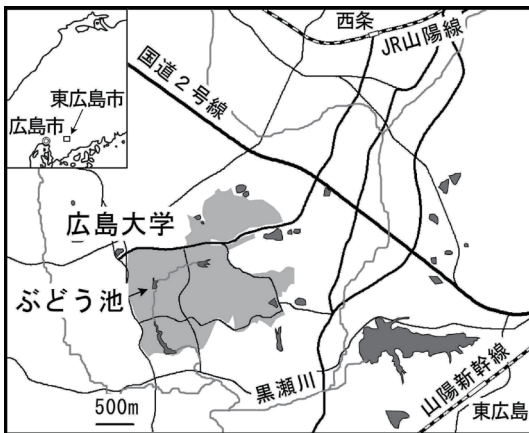 西条
JR山陽線
国道2号線
東広島市
広島市
広島大学
ぶどう池
黒瀬川
山陽新幹線
500m
東広島